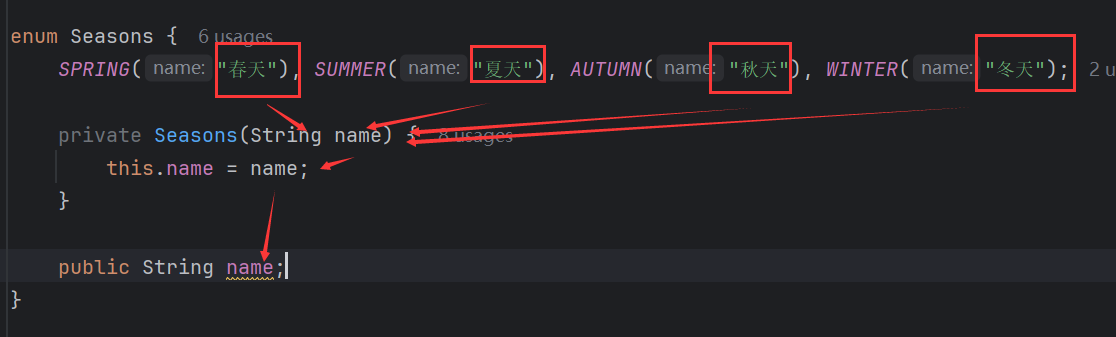 enum Seasons { 6 usages
SPRING( name: "春天"), SUMMER( name: "夏天"), AUTUMN( name: "秋天"), WINTER( name: "冬天"); 2 u
private Seasons(String name) { 8 usages
this.name = name;
}
public String name;
}